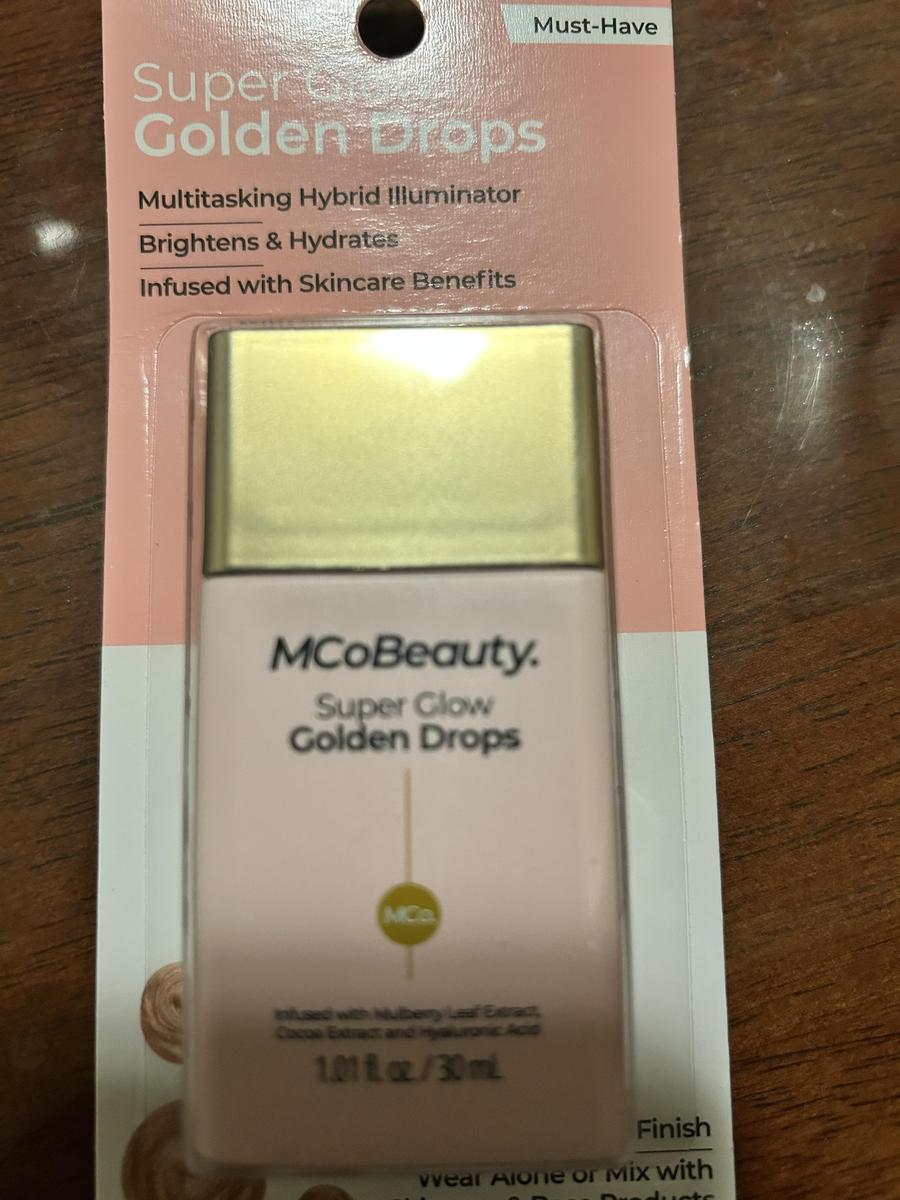 Must-Have
Super Glow
Golden Drops
Multitasking Hybrid Illuminator
Brightens & Hydrates
Infused with Skincare Benefits
MCoBeauty.
Super Glow
Golden Drops
MCo.
Infused with Mulberry Leaf Extract,
Cocoa Extract and Hyaluronic Acid
1.01 fl. oz. / 30 mL
Finish
Wear Alone or Mix with
Products